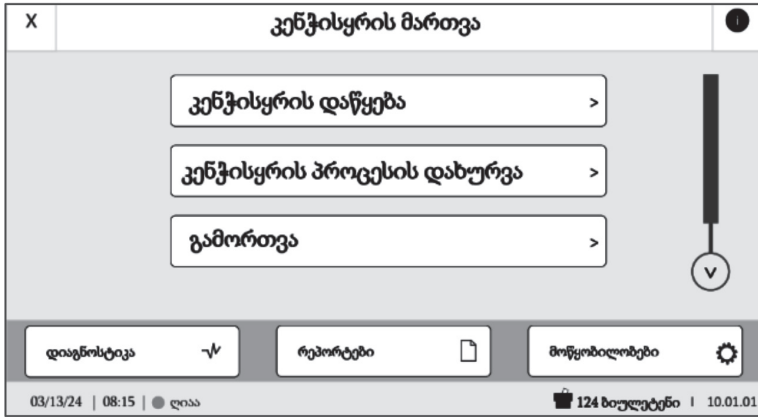 X კენჭისყრის მართვა i
კენჭისყრის დაწყება >
კენჭისყრის პროცესის დახურვა >
გამორთვა >
v
დიაგნოსტიკა რეპორტები მოწყობილობები
03/13/24 | 08:15 | ღიაა 124 ბიულეტენი | 10.01.01